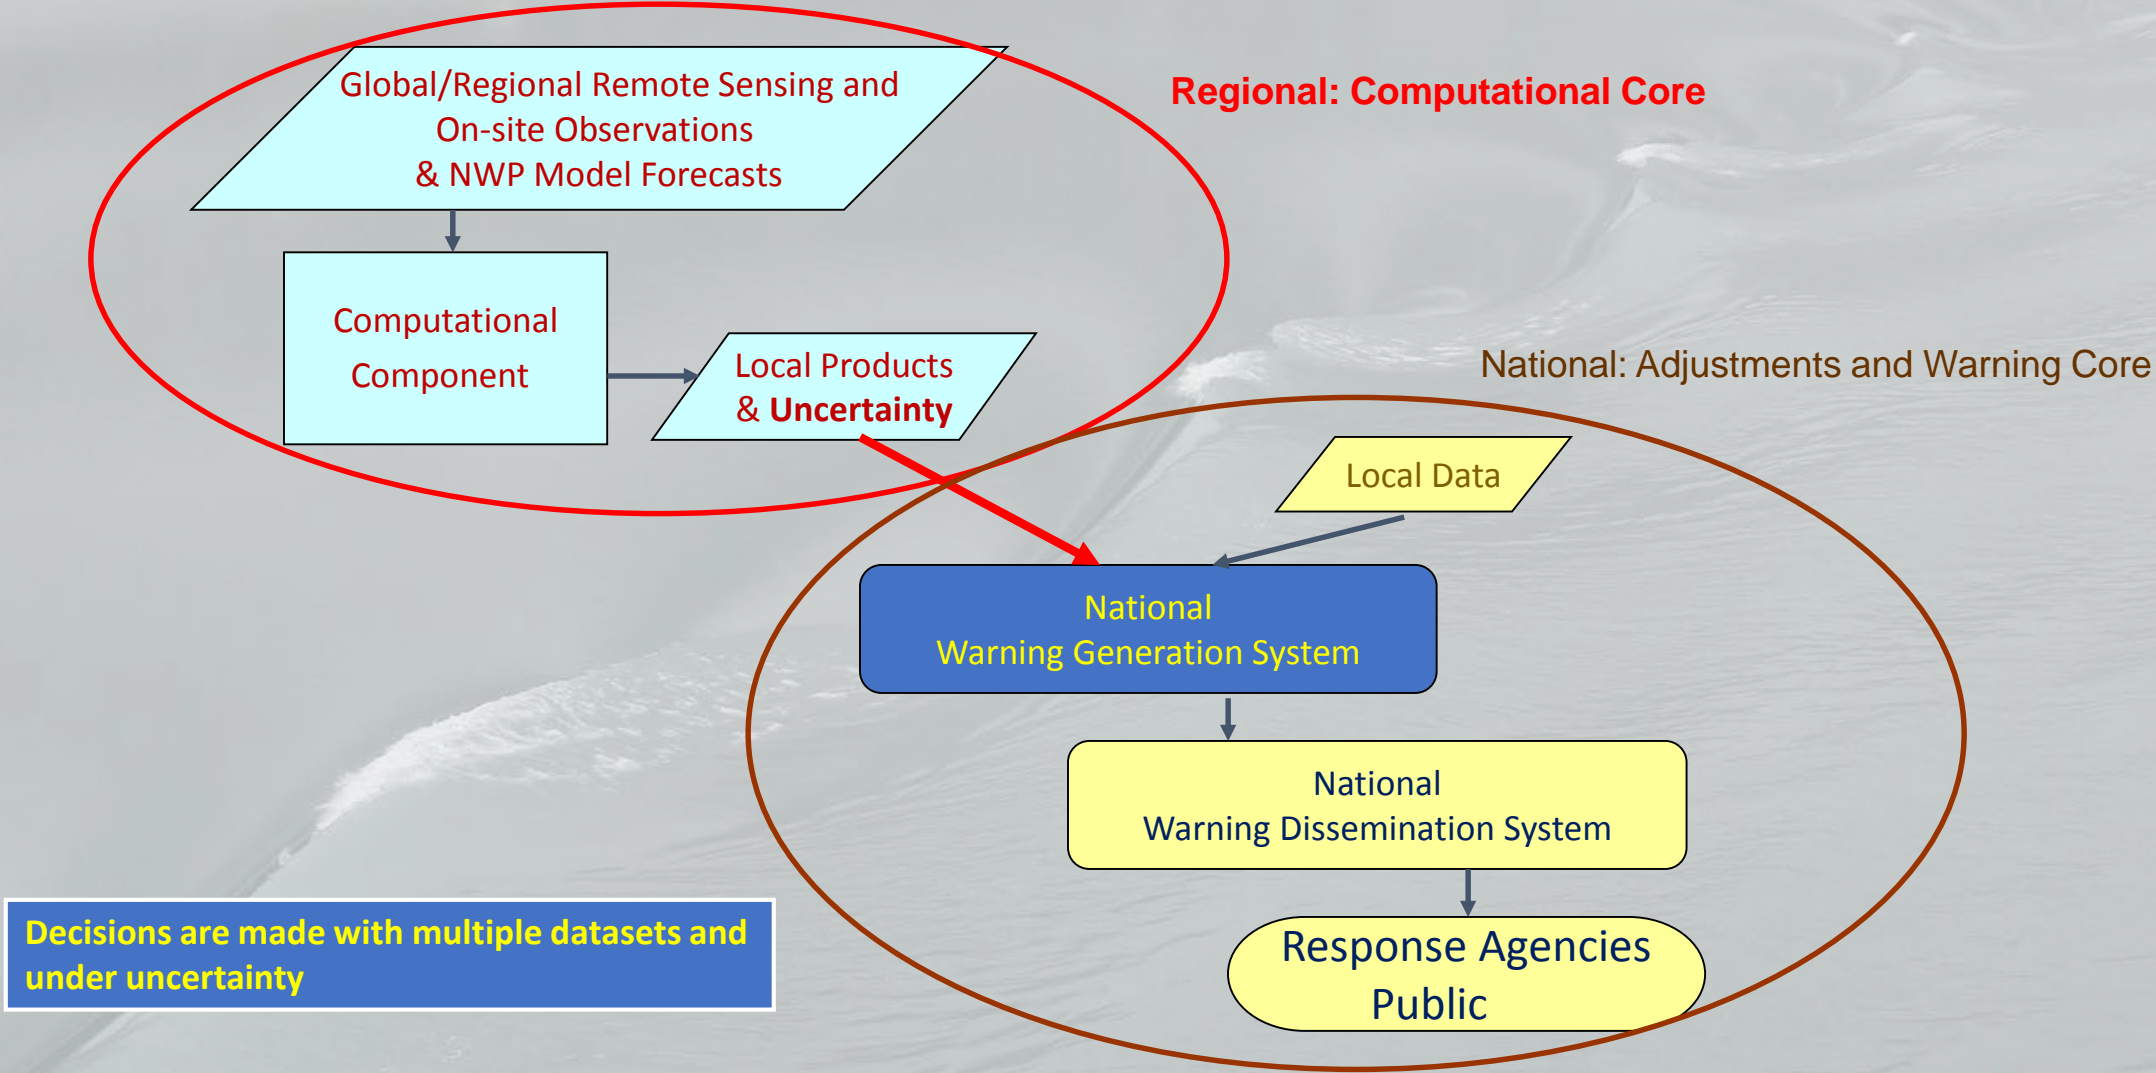 Global/Regional Remote Sensing and
On-site Observations
& NWP Model Forecasts
Regional: Computational Core
Computational
Component
Local Products
& Uncertainty
National: Adjustments and Warning Core
Local Data
National
Warning Generation System
National
Warning Dissemination System
Response Agencies
Public
Decisions are made with multiple datasets and
under uncertainty